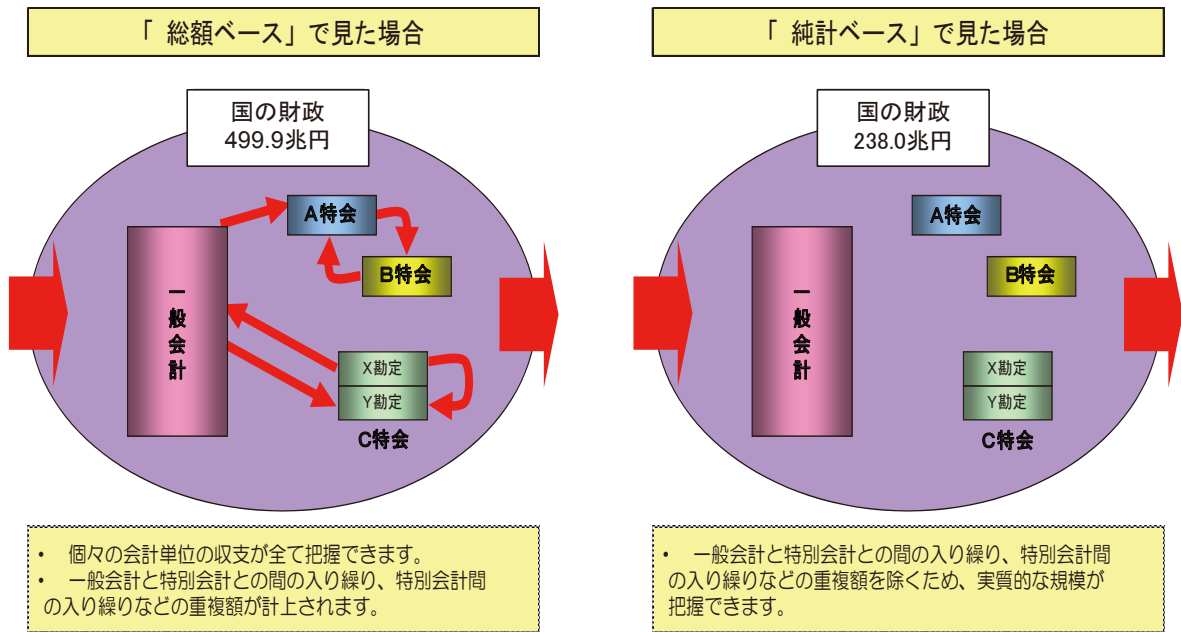 「 総額ベース」で見た場合
国の財政
499.9兆円
A特会
B特会
一般会計
X勘定
Y勘定
C特会
・　個々の会計単位の収支が全て把握できます。
・　一般会計と特別会計との間の入り繰り、特別会計間
の入り繰りなどの重複額が計上されます。
「 純計ベース」で見た場合
国の財政
238.0兆円
A特会
B特会
一般会計
X勘定
Y勘定
C特会
・　一般会計と特別会計との間の入り繰り、特別会計間
の入り繰りなどの重複額を除くため、実質的な規模が
把握できます。